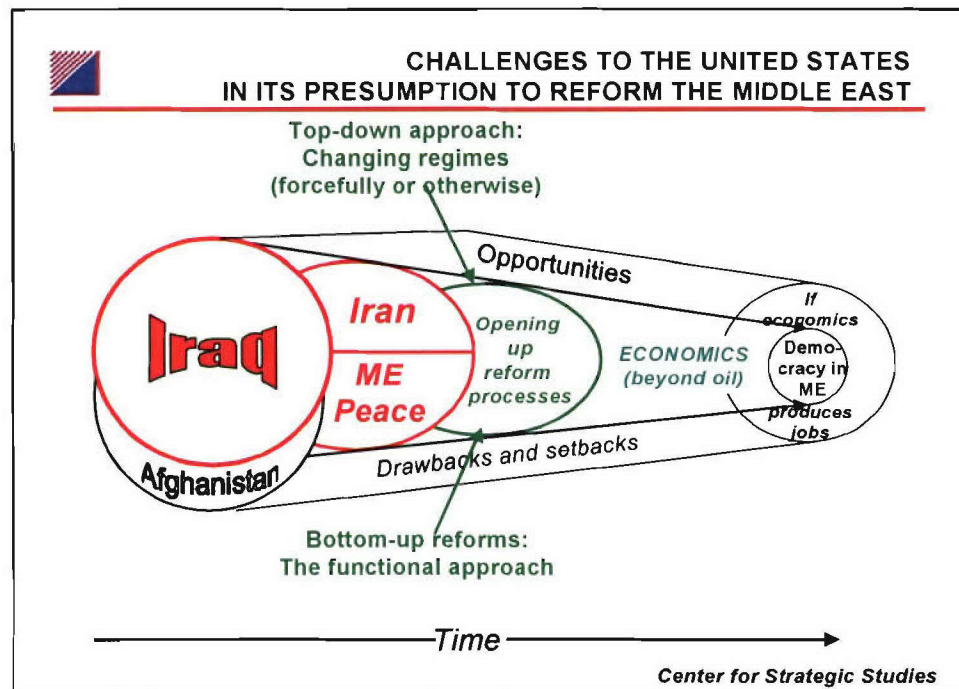 CHALLENGES TO THE UNITED STATES
IN ITS PRESUMPTION TO REFORM THE MIDDLE EAST
Top-down approach:
Changing regimes
(forcefully or otherwise)
Opportunities
Iraq
Afghanistan
Iran
ME
Peace
Opening
up
reform
processes
ECONOMICS
(beyond oil)
If
economics
Demo-
cracy in
ME
produces
jobs
Drawbacks and setbacks
Bottom-up reforms:
The functional approach
Time
Center for Strategic Studies